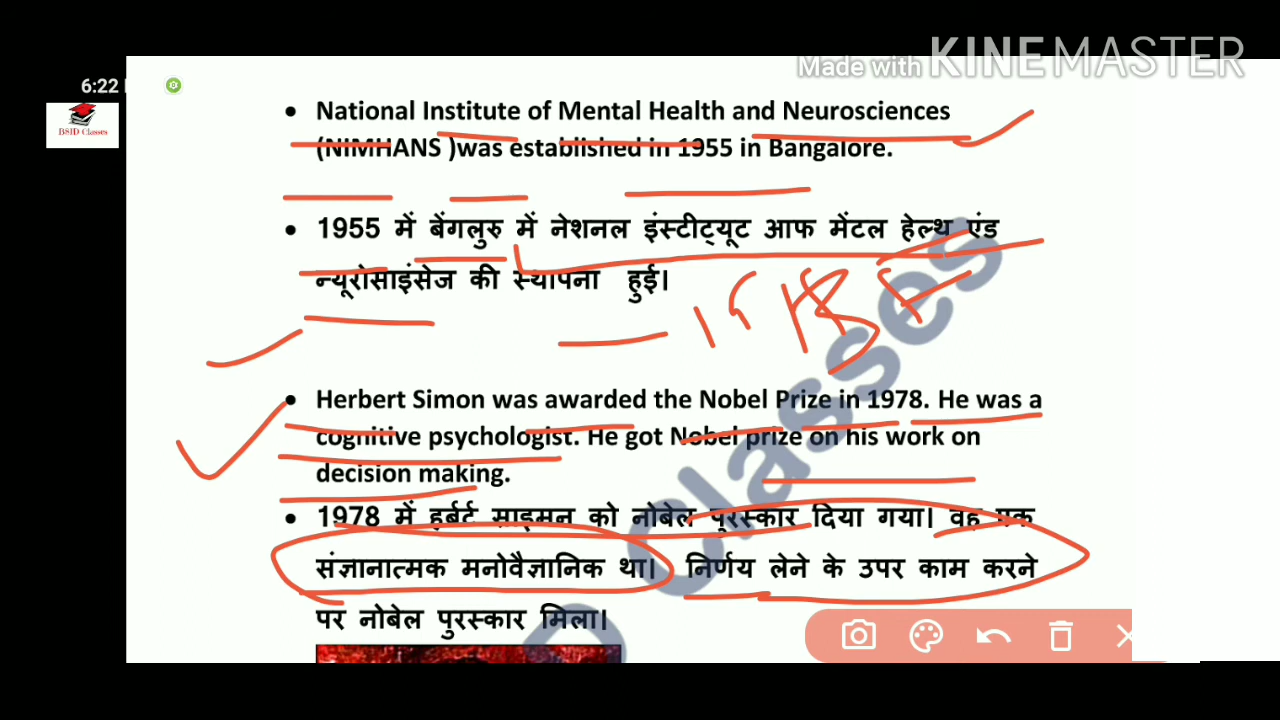 Made with KINEMASTER
6:22
BSID Classes
• National Institute of Mental Health and Neurosciences
(NIMHANS )was established in 1955 in Bangalore.
• 1955 में बेंगलुरु में नेशनल इंस्टीट्यूट आफ मेंटल हेल्थ एंड
न्यूरोसाइंसेज की स्थापना हुई।
• Herbert Simon was awarded the Nobel Prize in 1978. He was a
cognitive psychologist. He got Nobel prize on his work on
decision making.
• 1978 में हर्बर्ट साइमन को नोबेल पुरस्कार दिया गया। वह एक
संज्ञानात्मक मनोवैज्ञानिक था। निर्णय लेने के उपर काम करने
पर नोबेल पुरस्कार मिला।
Classes